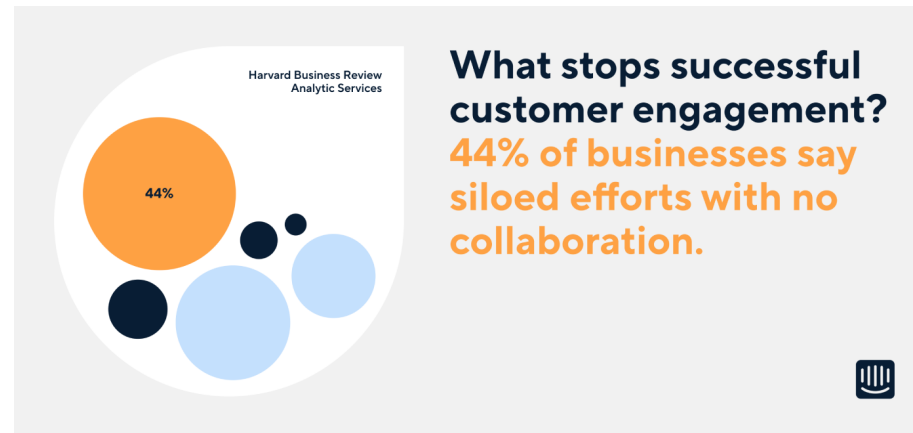 Harvard Business Review
Analytic Services
44%
What stops successful
customer engagement?
44% of businesses say
siloed efforts with no
collaboration.